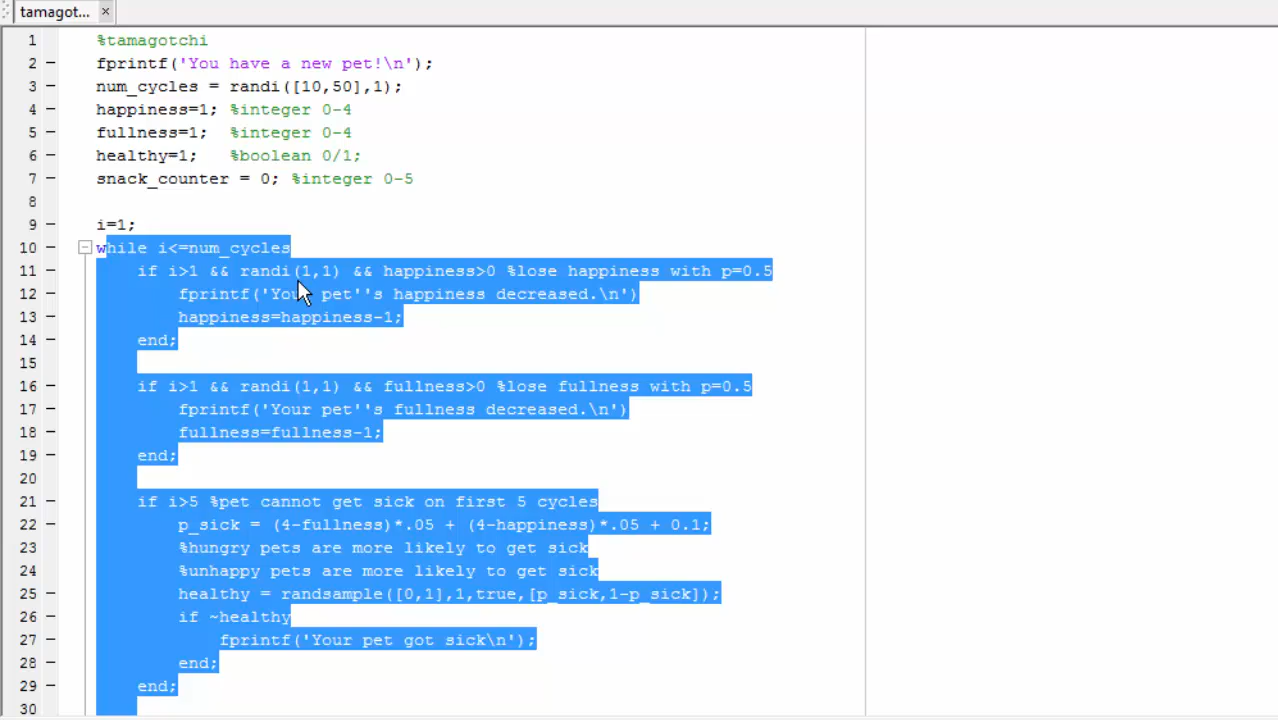 tamagot... ×
1 %tamagotchi
2 fprintf('You have a new pet!\n');
3 num_cycles = randi([10,50],1);
4 happiness=1; %integer 0-4
5 fullness=1;  %integer 0-4
6 healthy=1;   %boolean 0/1;
7 snack_counter = 0; %integer 0-5
8
9 i=1;
10 while i<=num_cycles
11     if i>1 && randi(1,1) && happiness>0 %lose happiness with p=0.5
12         fprintf('Your pet''s happiness decreased.\n')
13         happiness=happiness-1;
14     end;
15
16     if i>1 && randi(1,1) && fullness>0 %lose fullness with p=0.5
17         fprintf('Your pet''s fullness decreased.\n')
18         fullness=fullness-1;
19     end;
20
21     if i>5 %pet cannot get sick on first 5 cycles
22         p_sick = (4-fullness)*.05 + (4-happiness)*.05 + 0.1;
23         %hungry pets are more likely to get sick
24         %unhappy pets are more likely to get sick
25         healthy = randsample([0,1],1,true,[p_sick,1-p_sick]);
26         if ~healthy
27             fprintf('Your pet got sick\n');
28         end;
29     end;
30